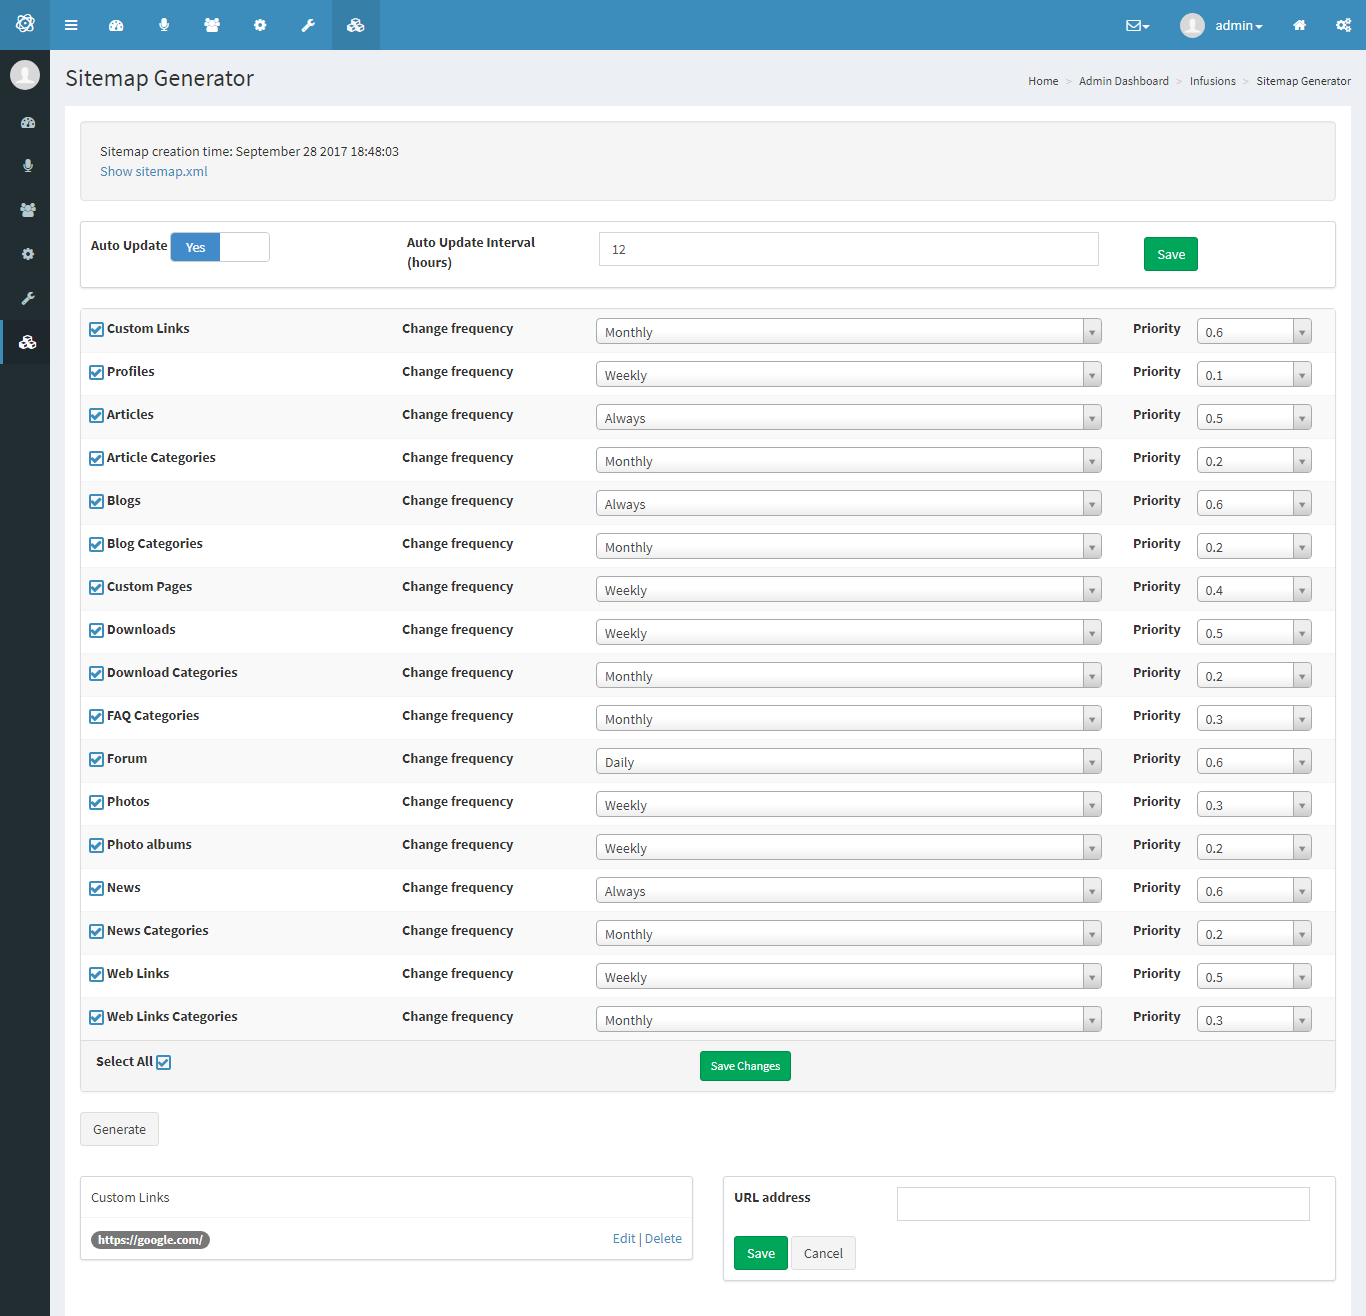 admin
Sitemap Generator
Home > Admin Dashboard > Infusions > Sitemap Generator
Sitemap creation time: September 28 2017 18:48:03
Show sitemap.xml
Auto Update Yes
Auto Update Interval
(hours)
12
Save
Custom Links Change frequency Monthly Priority 0.6
Profiles Change frequency Weekly Priority 0.1
Articles Change frequency Always Priority 0.5
Article Categories Change frequency Monthly Priority 0.2
Blogs Change frequency Always Priority 0.6
Blog Categories Change frequency Monthly Priority 0.2
Custom Pages Change frequency Weekly Priority 0.4
Downloads Change frequency Weekly Priority 0.5
Download Categories Change frequency Monthly Priority 0.2
FAQ Categories Change frequency Monthly Priority 0.3
Forum Change frequency Daily Priority 0.6
Photos Change frequency Weekly Priority 0.3
Photo albums Change frequency Weekly Priority 0.2
News Change frequency Always Priority 0.6
News Categories Change frequency Monthly Priority 0.2
Web Links Change frequency Weekly Priority 0.5
Web Links Categories Change frequency Monthly Priority 0.3
Select All Save Changes
Generate
Custom Links
https://google.com/ Edit | Delete
URL address
Save Cancel